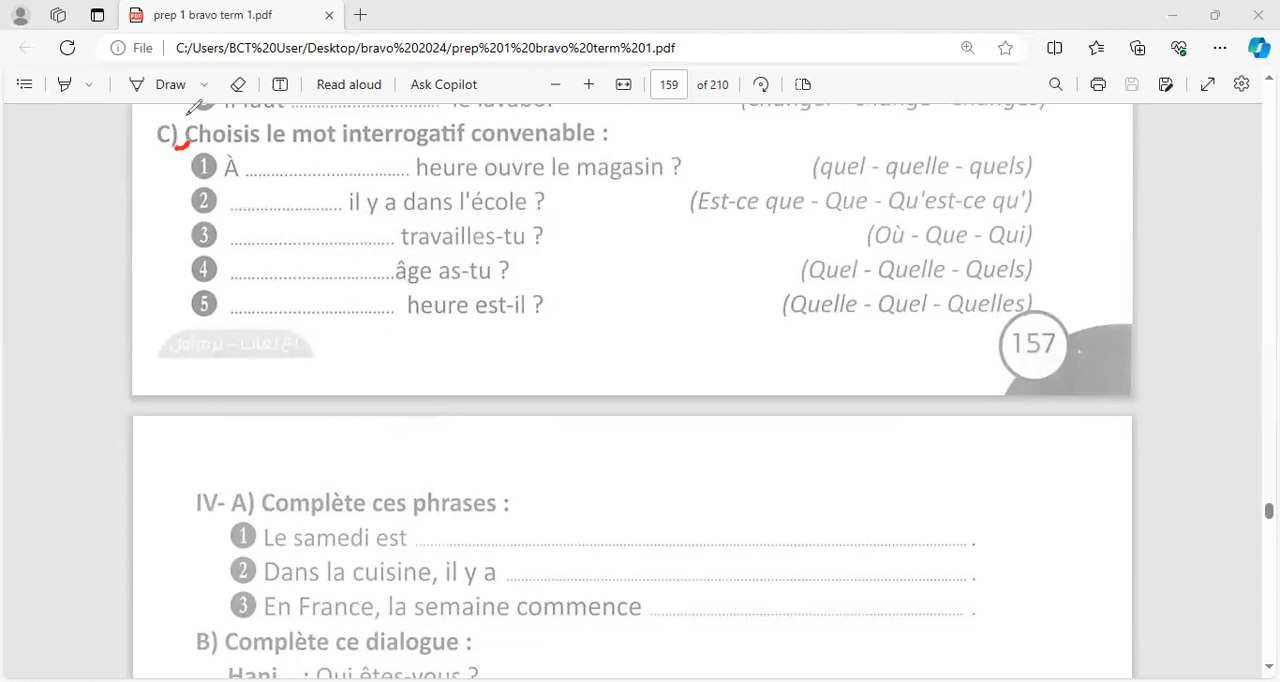 prep 1 bravo term 1.pdf
File C:/Users/BCT%20User/Desktop/bravo%202024/prep%201%20bravo%20term%201.pdf
Draw Read aloud Ask Copilot 159 of 210
C) Choisis le mot interrogatif convenable :
1 À ........................ heure ouvre le magasin ? (quel - quelle - quels)
2 ........................ il y a dans l'école ? (Est-ce que - Que - Qu'est-ce qu')
3 ........................ travailles-tu ? (Où - Que - Qui)
4 ........................âge as-tu ? (Quel - Quelle - Quels)
5 ........................ heure est-il ? (Quelle - Quel - Quelles)
157
IV- A) Complète ces phrases :
1 Le samedi est ........................ .
2 Dans la cuisine, il y a ........................ .
3 En France, la semaine commence ........................ .
B) Complète ce dialogue :
Hani : Qui êtes-vous ?